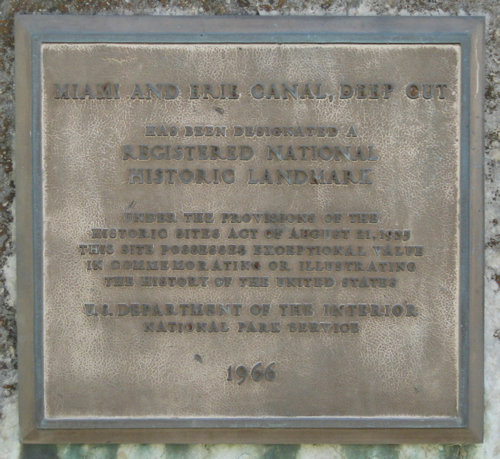 MIAMI AND ERIE CANAL, DEEP CUT
HAS BEEN DESIGNATED A
REGISTERED NATIONAL
HISTORIC LANDMARK
UNDER THE PROVISIONS OF THE
HISTORIC SITES ACT OF AUGUST 21, 1935
THIS SITE POSSESSES EXCEPTIONAL VALUE
IN COMMEMORATING OR ILLUSTRATING
THE HISTORY OF THE UNITED STATES
U.S. DEPARTMENT OF THE INTERIOR
NATIONAL PARK SERVICE
1966